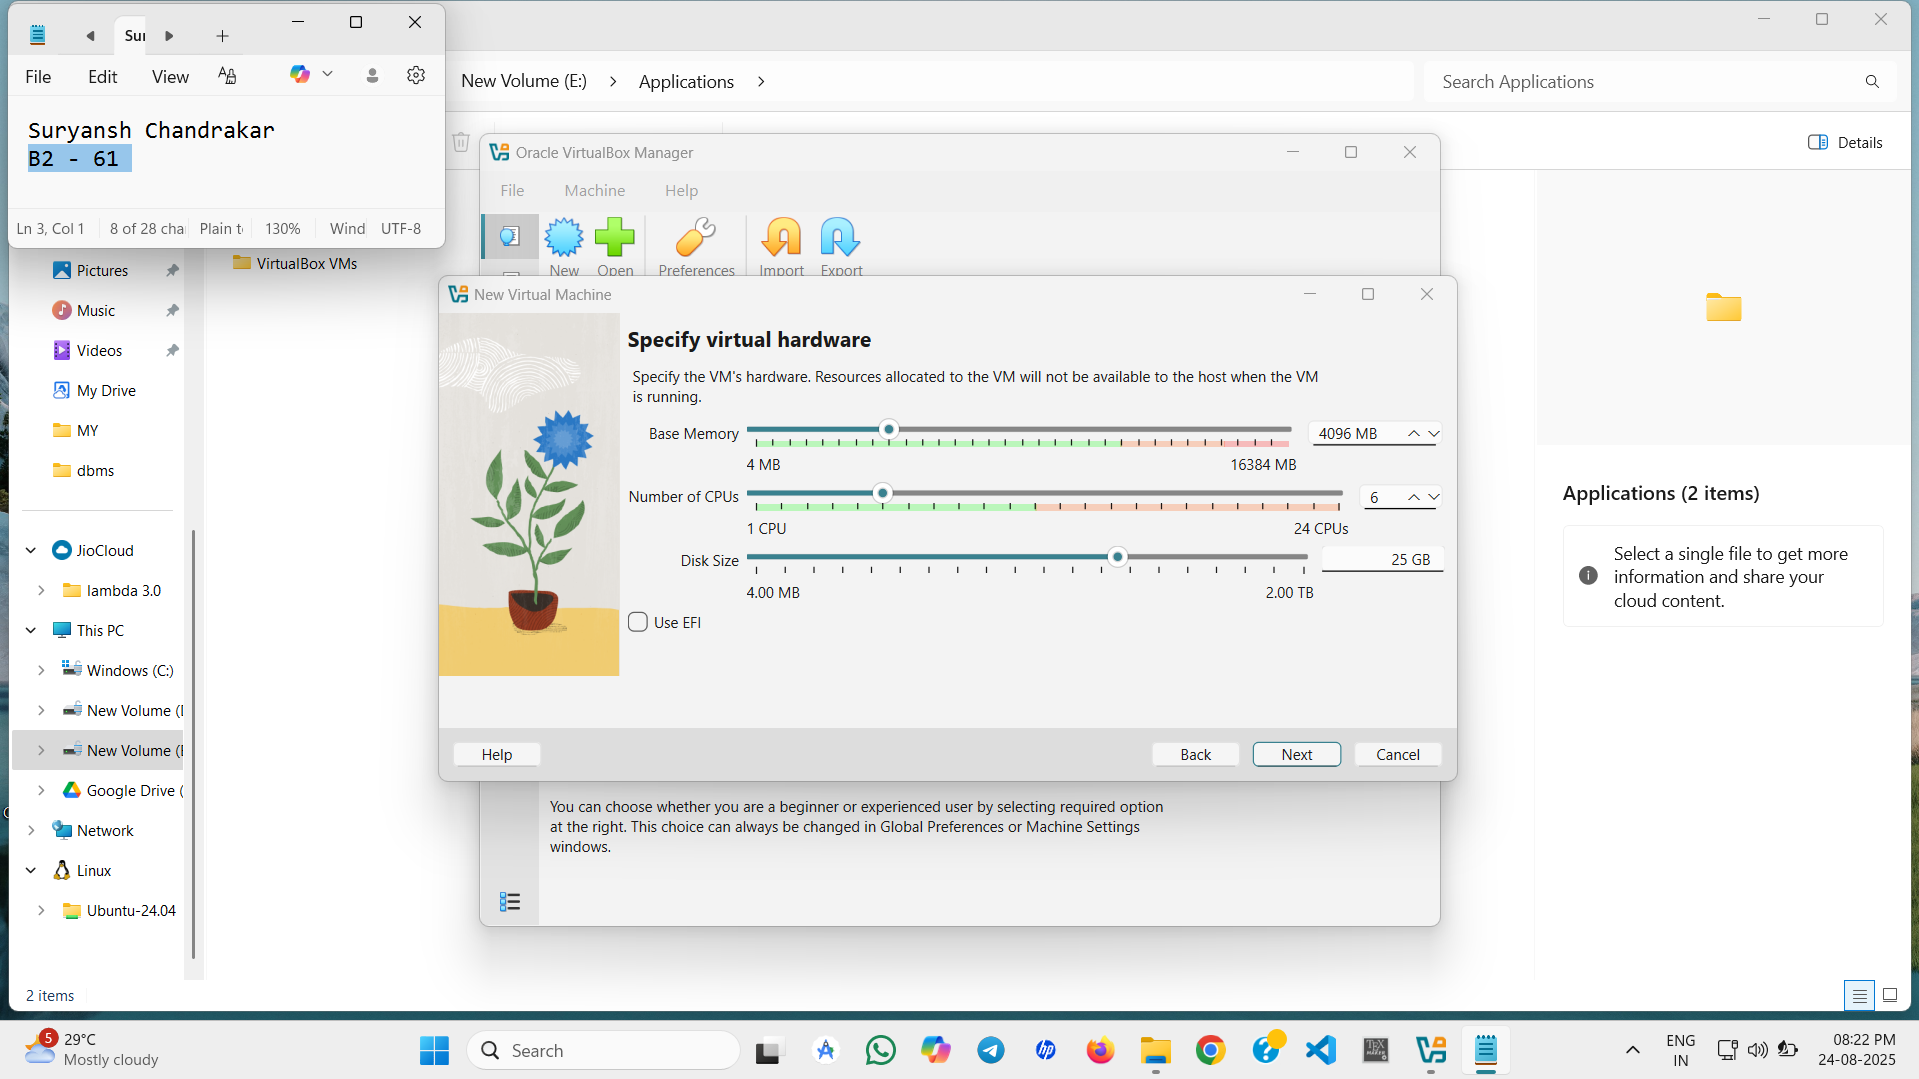 Sur
File
Edit
View
Suryansh Chandrakar
B2 - 61
Ln 3, Col 1
8 of 28 cha
Plain t
130%
Wind
UTF-8
New Volume (E:)
Applications
Search Applications
Details
Pictures
Music
Videos
My Drive
MY
dbms
JioCloud
lambda 3.0
This PC
Windows (C:)
New Volume (
New Volume (E
Google Drive (
Network
Linux
Ubuntu-24.04
2 items
VirtualBox VMs
Oracle VirtualBox Manager
File
Machine
Help
New
Open
Preferences
Import
Export
New Virtual Machine
Specify virtual hardware
Specify the VM's hardware. Resources allocated to the VM will not be available to the host when the VM
is running.
Base Memory
4096 MB
4 MB
16384 MB
Number of CPUs
6
1 CPU
24 CPUs
Disk Size
25 GB
4.00 MB
2.00 TB
Use EFI
Help
Back
Next
Cancel
You can choose whether you are a beginner or experienced user by selecting required option
at the right. This choice can always be changed in Global Preferences or Machine Settings
windows.
Applications (2 items)
Select a single file to get more
information and share your
cloud content.
5
29°C
Mostly cloudy
Search
hp
TEX
MAKER
ENG
IN
08:22 PM
24-08-2025